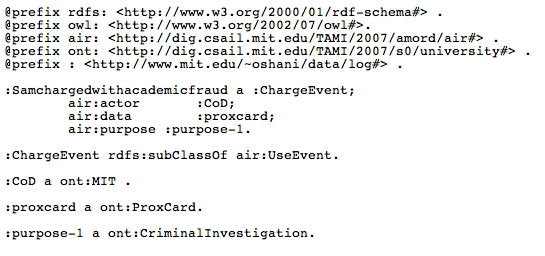 @prefix rdfs: <http://www.w3.org/2000/01/rdf-schema#> .
@prefix owl: <http://www.w3.org/2002/07/owl#>.
@prefix air: <http://dig.csail.mit.edu/TAMI/2007/amord/air#> .
@prefix ont: <http://dig.csail.mit.edu/TAMI/2007/s0/university#> .
@prefix : <http://www.mit.edu/~oshani/data/log#> .

:Samchargedwithacademicfraud a :ChargeEvent;
        air:actor       :CoD;
        air:data        :proxcard;
        air:purpose :purpose-1.

:ChargeEvent rdfs:subClassOf air:UseEvent.

:CoD a ont:MIT .

:proxcard a ont:ProxCard.

:purpose-1 a ont:CriminalInvestigation.